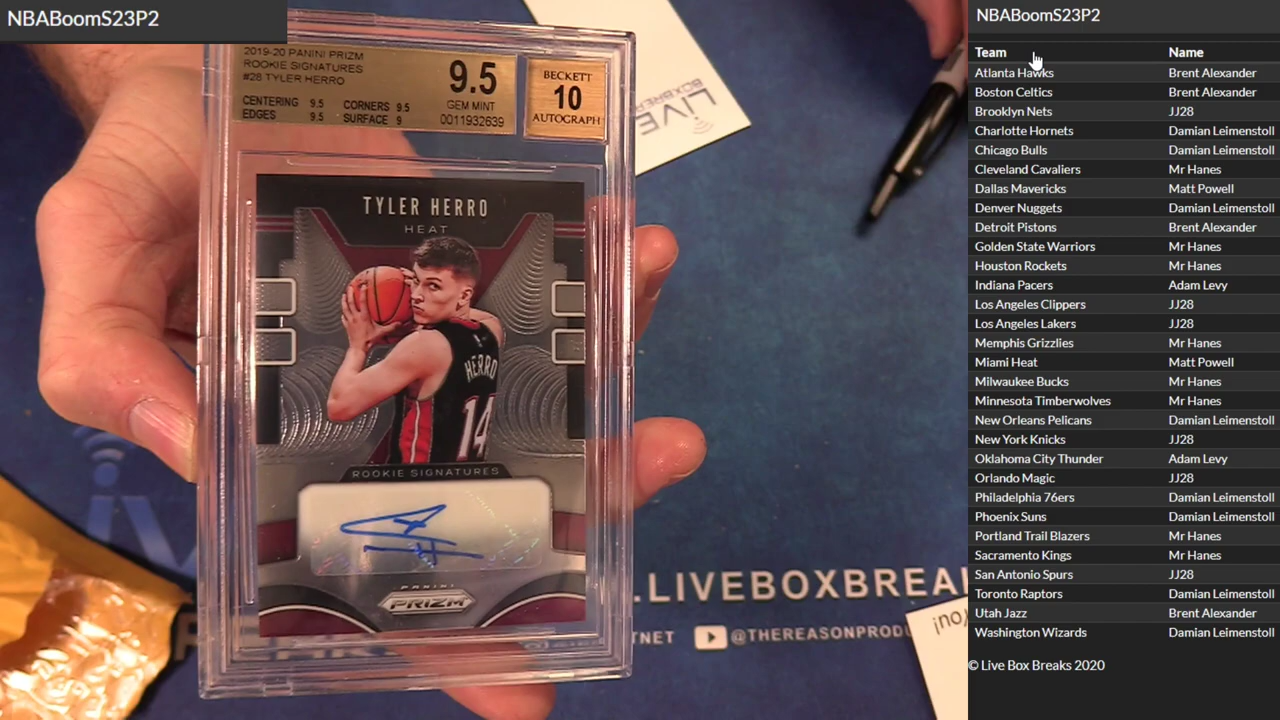 NBABoomS23P2
2019-20 PANINI PRIZM
ROOKIE SIGNATURES
#28 TYLER HERRO
CENTERING 9.5 CORNERS 9.5
EDGES 9.5 SURFACE 9
9.5
GEM MINT
0011932639
BECKETT
10
AUTOGRAPH
LIVE
TYLER HERRO
HEAT
HERRO
14
ROOKIE SIGNATURES
PANINI
PRIZM
.LIVEBOXBREA
TNET @THEREASONPRODU
You!
NBABoomS23P2
Team Name
Atlanta Hawks Brent Alexander
Boston Celtics Brent Alexander
Brooklyn Nets JJ28
Charlotte Hornets Damian Leimenstoll
Chicago Bulls Damian Leimenstoll
Cleveland Cavaliers Mr Hanes
Dallas Mavericks Matt Powell
Denver Nuggets Damian Leimenstoll
Detroit Pistons Brent Alexander
Golden State Warriors Mr Hanes
Houston Rockets Mr Hanes
Indiana Pacers Adam Levy
Los Angeles Clippers JJ28
Los Angeles Lakers JJ28
Memphis Grizzlies Mr Hanes
Miami Heat Matt Powell
Milwaukee Bucks Mr Hanes
Minnesota Timberwolves Mr Hanes
New Orleans Pelicans Damian Leimenstoll
New York Knicks JJ28
Oklahoma City Thunder Adam Levy
Orlando Magic JJ28
Philadelphia 76ers Damian Leimenstoll
Phoenix Suns Damian Leimenstoll
Portland Trail Blazers Mr Hanes
Sacramento Kings Mr Hanes
San Antonio Spurs JJ28
Toronto Raptors Damian Leimenstoll
Utah Jazz Brent Alexander
Washington Wizards Damian Leimenstoll
© Live Box Breaks 2020